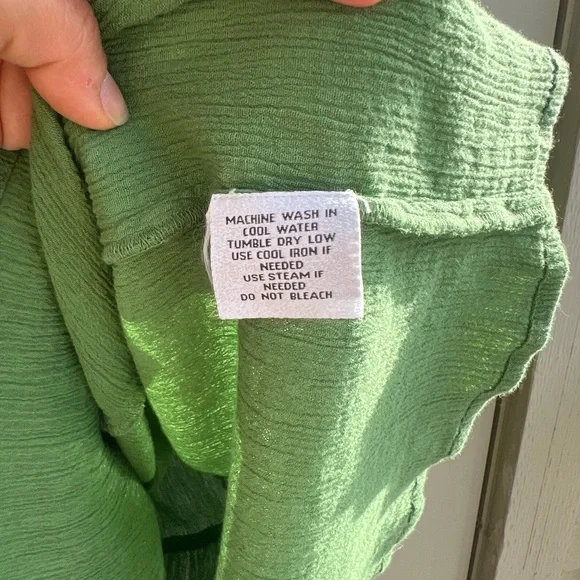 MACHINE WASH IN
COOL WATER
TUMBLE DRY LOW
USE COOL IRON IF
NEEDED
USE STEAM IF
NEEDED
DO NOT BLEACH